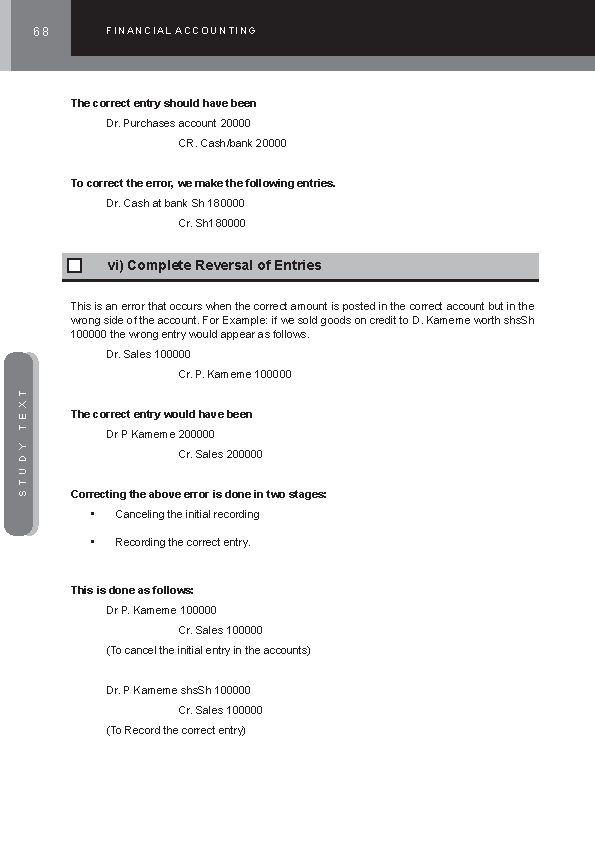 68
FINANCIAL ACCOUNTING
The correct entry should have been
Dr. Purchases account 20000
CR. Cash/bank 20000
To correct the error, we make the following entries.
Dr. Cash at bank Sh 180000
Cr. Sh180000
vi) Complete Reversal of Entries
This is an error that occurs when the correct amount is posted in the correct account but in the
wrong side of the account. For Example: if we sold goods on credit to D. Kameme worth shsSh
100000 the wrong entry would appear as follows.
Dr. Sales 100000
Cr. P. Kameme 100000
The correct entry would have been
Dr P Kameme 200000
Cr. Sales 200000
Correcting the above error is done in two stages:
• Canceling the initial recording
• Recording the correct entry.
This is done as follows:
Dr P. Kameme 100000
Cr. Sales 100000
(To cancel the initial entry in the accounts)
Dr. P Kameme shsSh 100000
Cr. Sales 100000
(To Record the correct entry)
STUDY TEXT